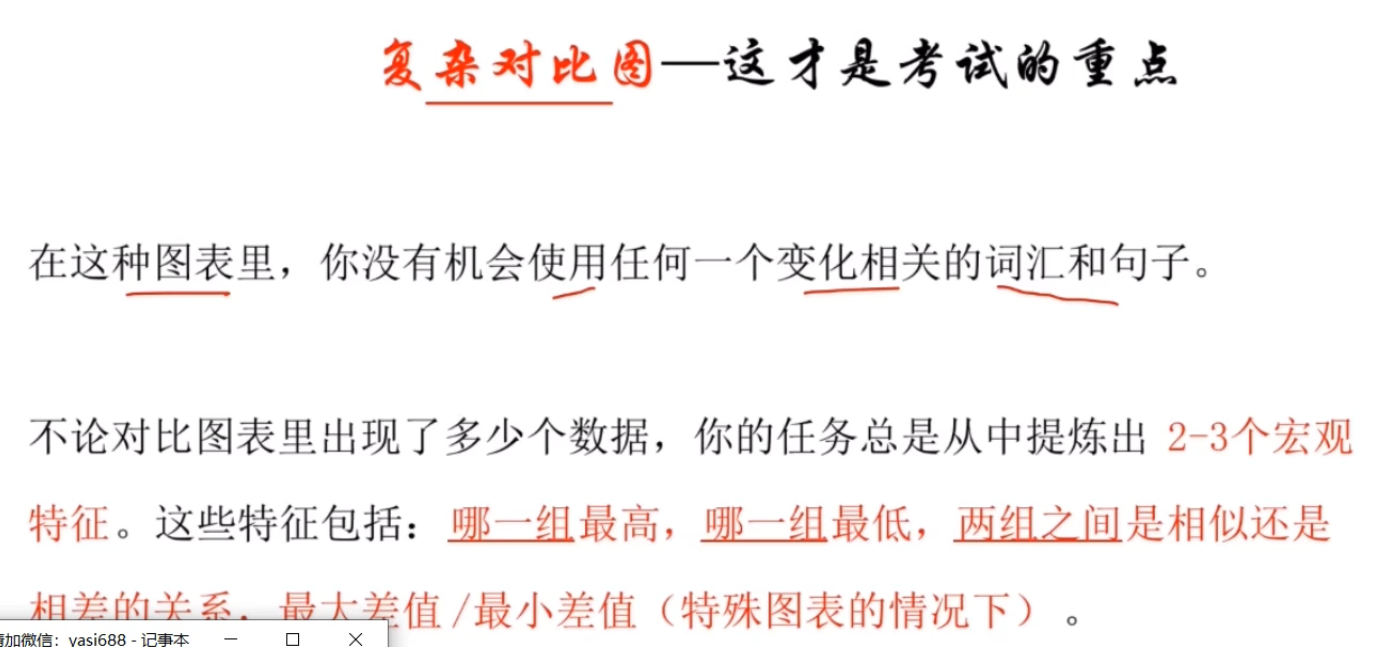 复杂对比图—这才是考试的重点
在这种图表里，你没有机会使用任何一个变化相关的词汇和句子。
不论对比图表里出现了多少个数据，你的任务总是从中提炼出 2-3个宏观
特征。这些特征包括：哪一组最高，哪一组最低，两组之间是相似还是
相差的关系，最大差值/最小差值（特殊图表的情况下）。
加微信：yasi688 - 记事本